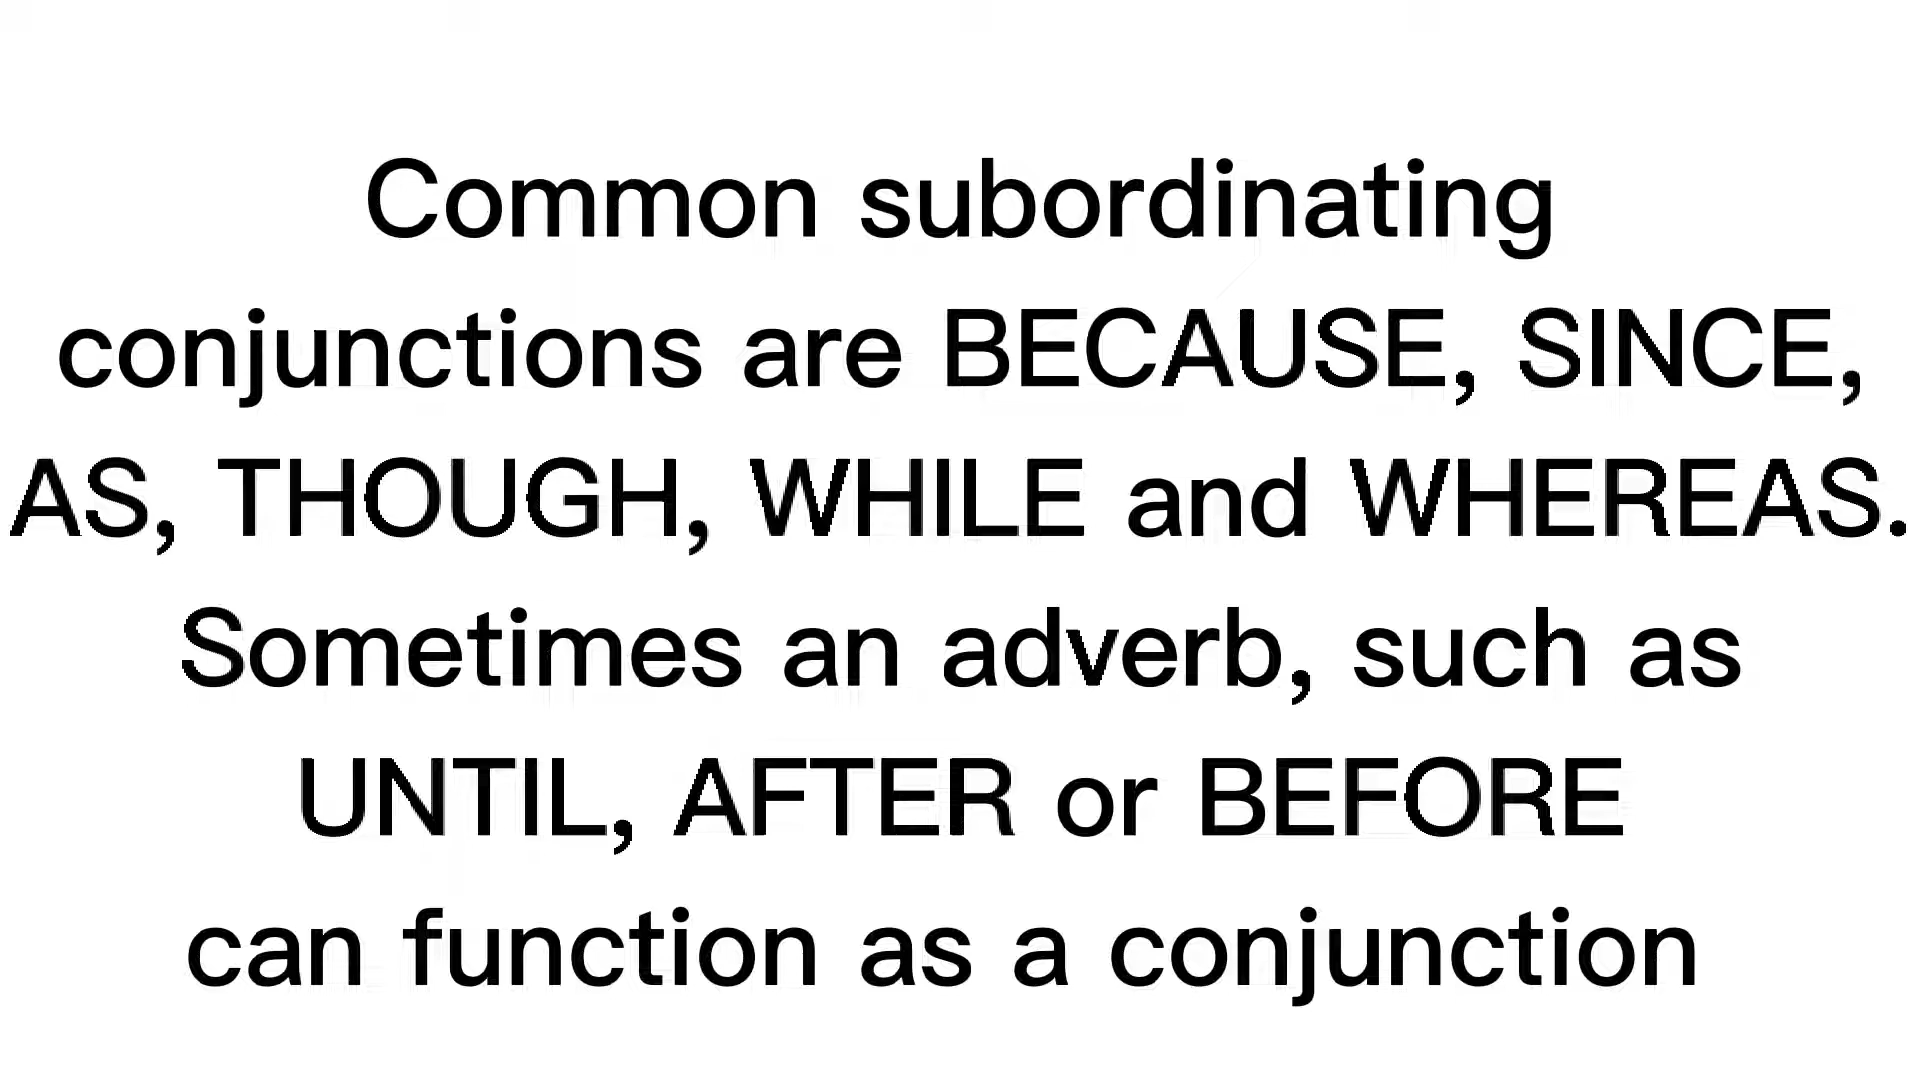 Common subordinating
conjunctions are BECAUSE, SINCE,
AS, THOUGH, WHILE and WHEREAS.
Sometimes an adverb, such as
UNTIL, AFTER or BEFORE
can function as a conjunction